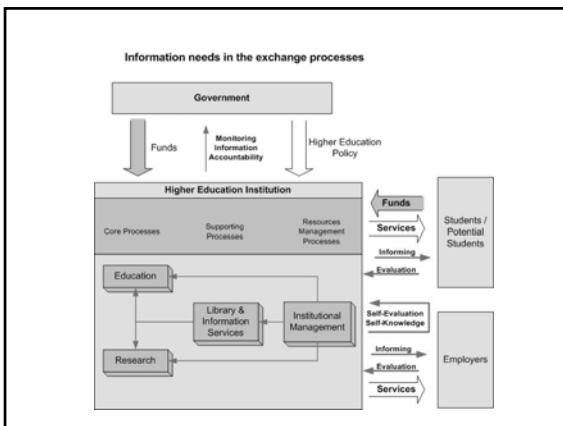 Information needs in the exchange processes
Government
Funds
Monitoring
Information
Accountability
Higher Education
Policy
Higher Education Institution
Core Processes
Supporting
Processes
Resources
Management
Processes
Education
Library &
Information
Services
Institutional
Management
Research
Funds
Services
Informing
Evaluation
Students /
Potential
Students
Self-Evaluation
Self-Knowledge
Informing
Evaluation
Services
Employers